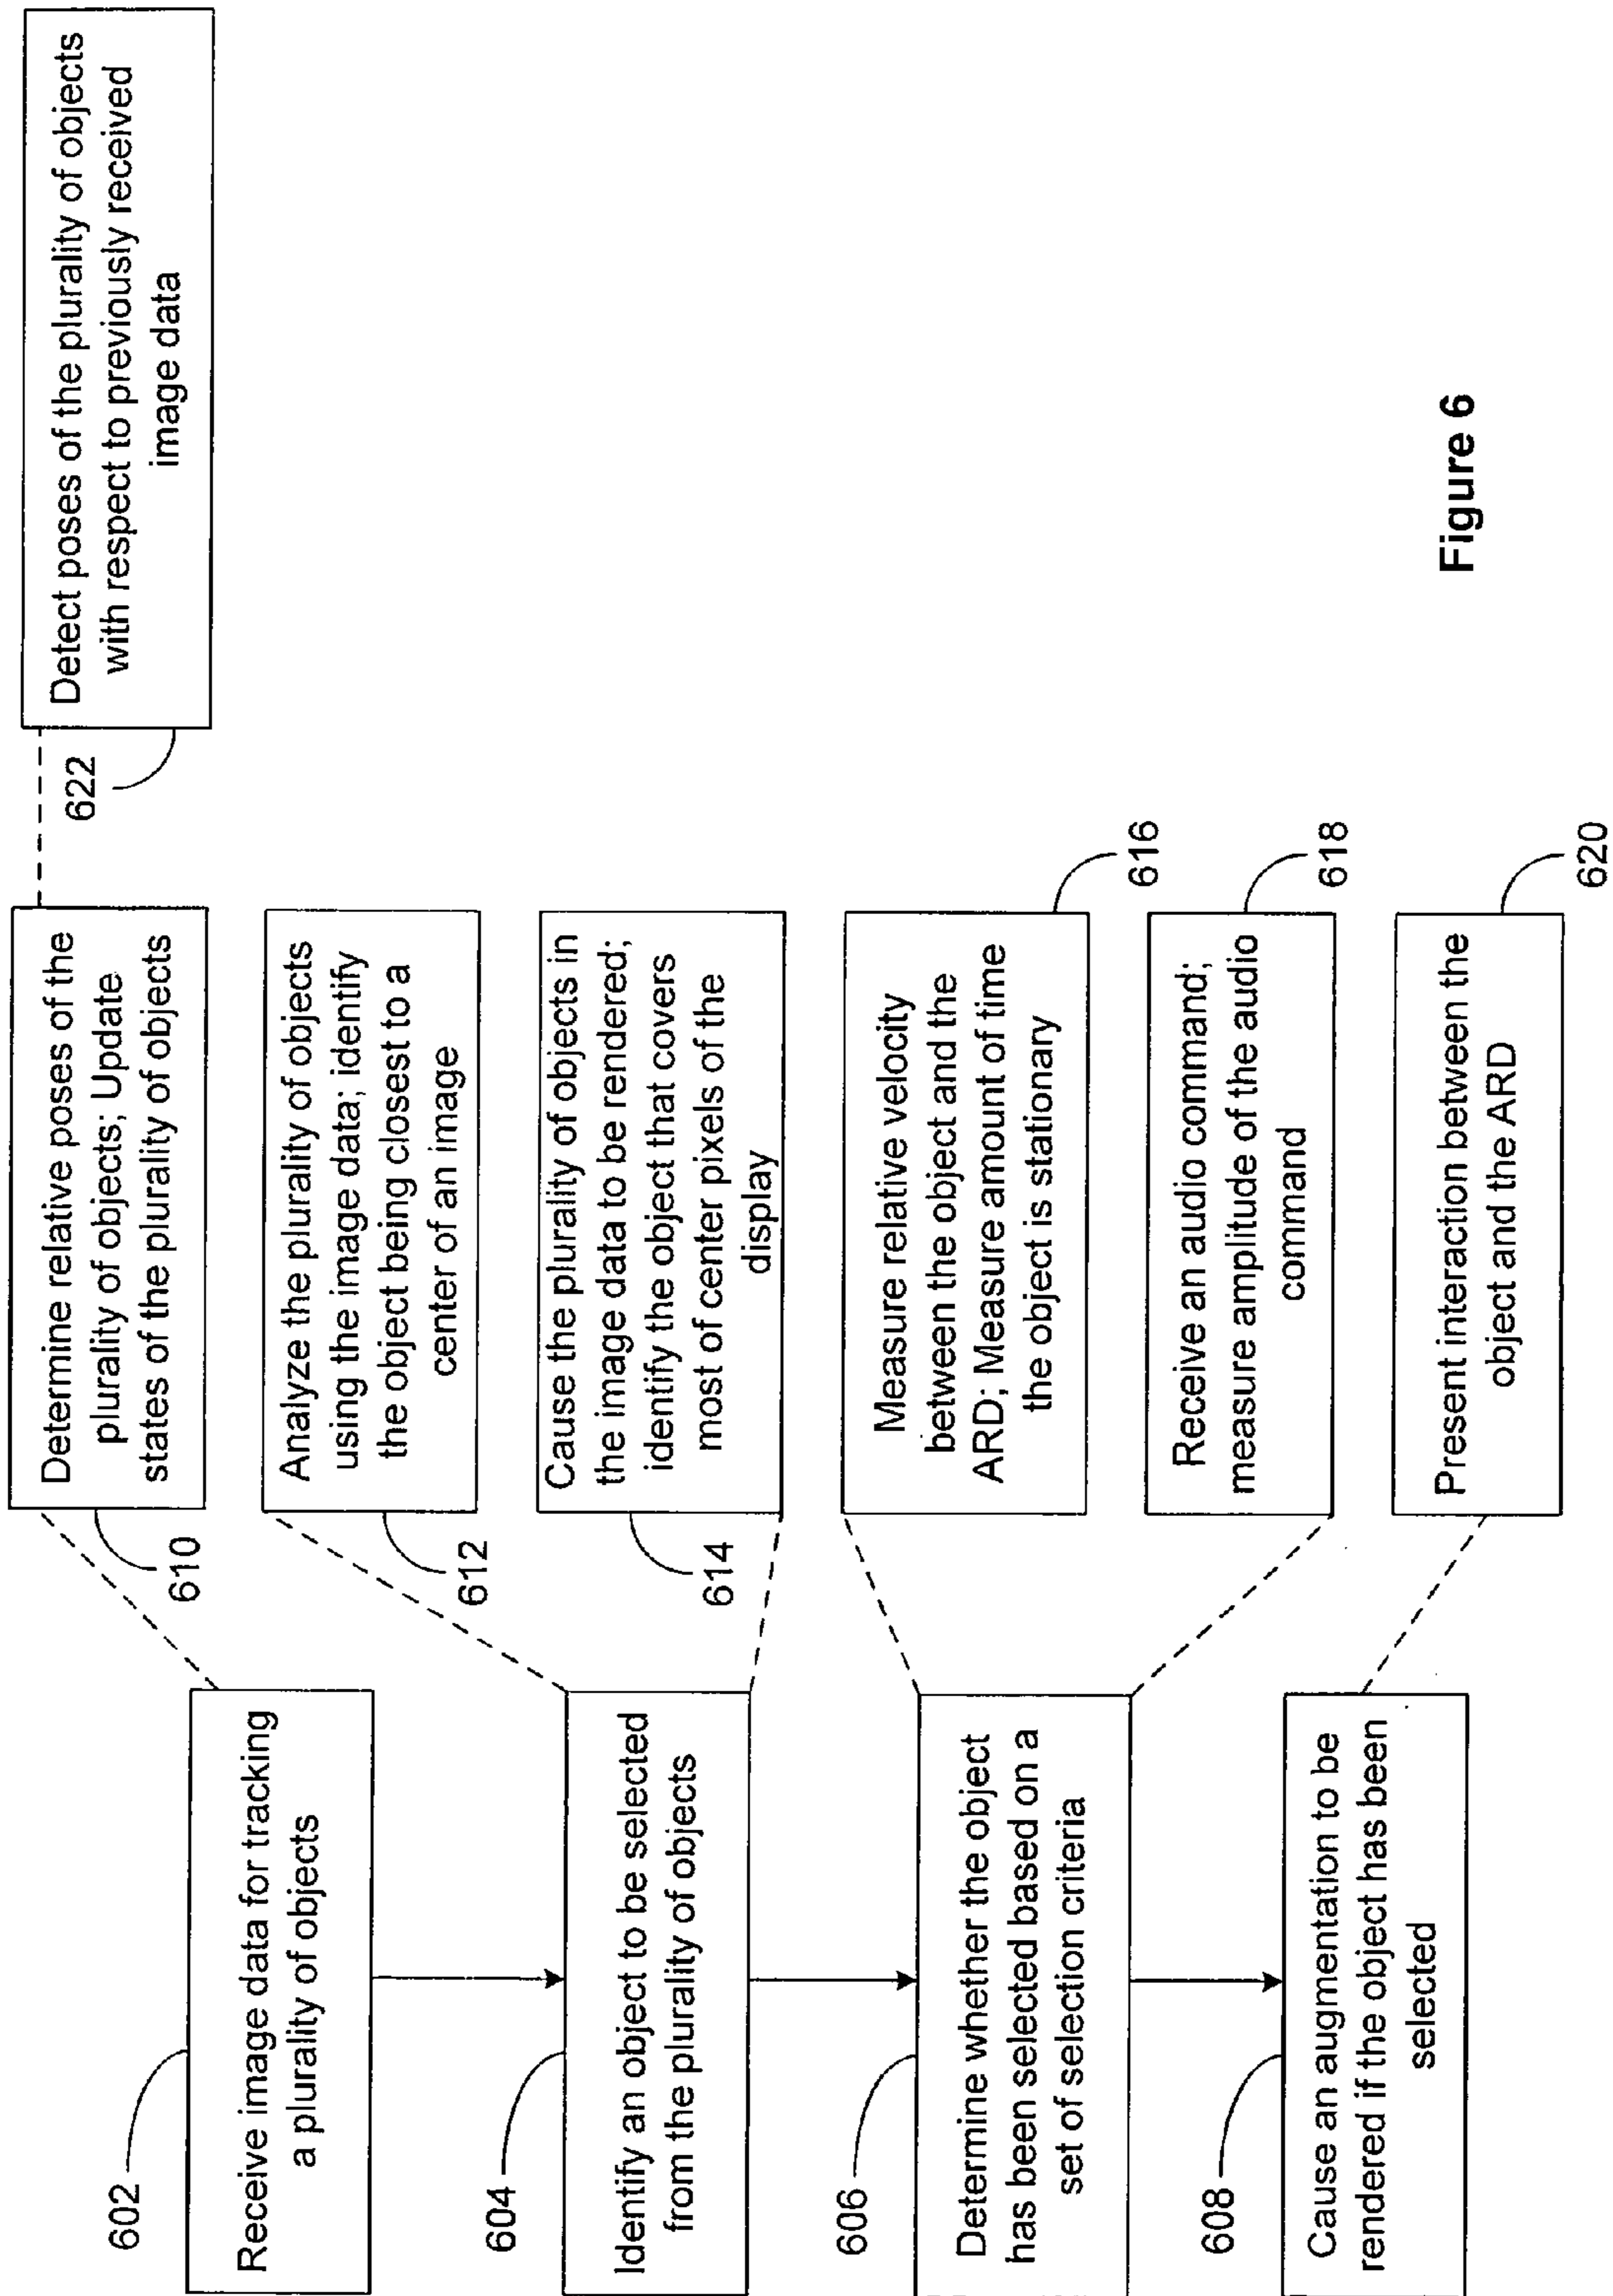 602
Receive image data for tracking
a plurality of objects
604
Identify an object to be selected
from the plurality of objects
606
Determine whether the object
has been selected based on a
set of selection criteria
608
Cause an augmentation to be
rendered if the object has been
selected
Determine relative poses of the
plurality of objects; Update
states of the plurality of objects
610
Analyze the plurality of objects
using the image data; identify
the object being closest to a
center of an image
612
Cause the plurality of objects in
the image data to be rendered;
identify the object that covers
most of center pixels of the
display
614
Measure relative velocity
between the object and the
ARD; Measure amount of time
the object is stationary
616
Receive an audio command;
measure amplitude of the audio
command
618
Present interaction between the
object and the ARD
620
Detect poses of the plurality of objects
with respect to previously received
image data
622
Figure 6